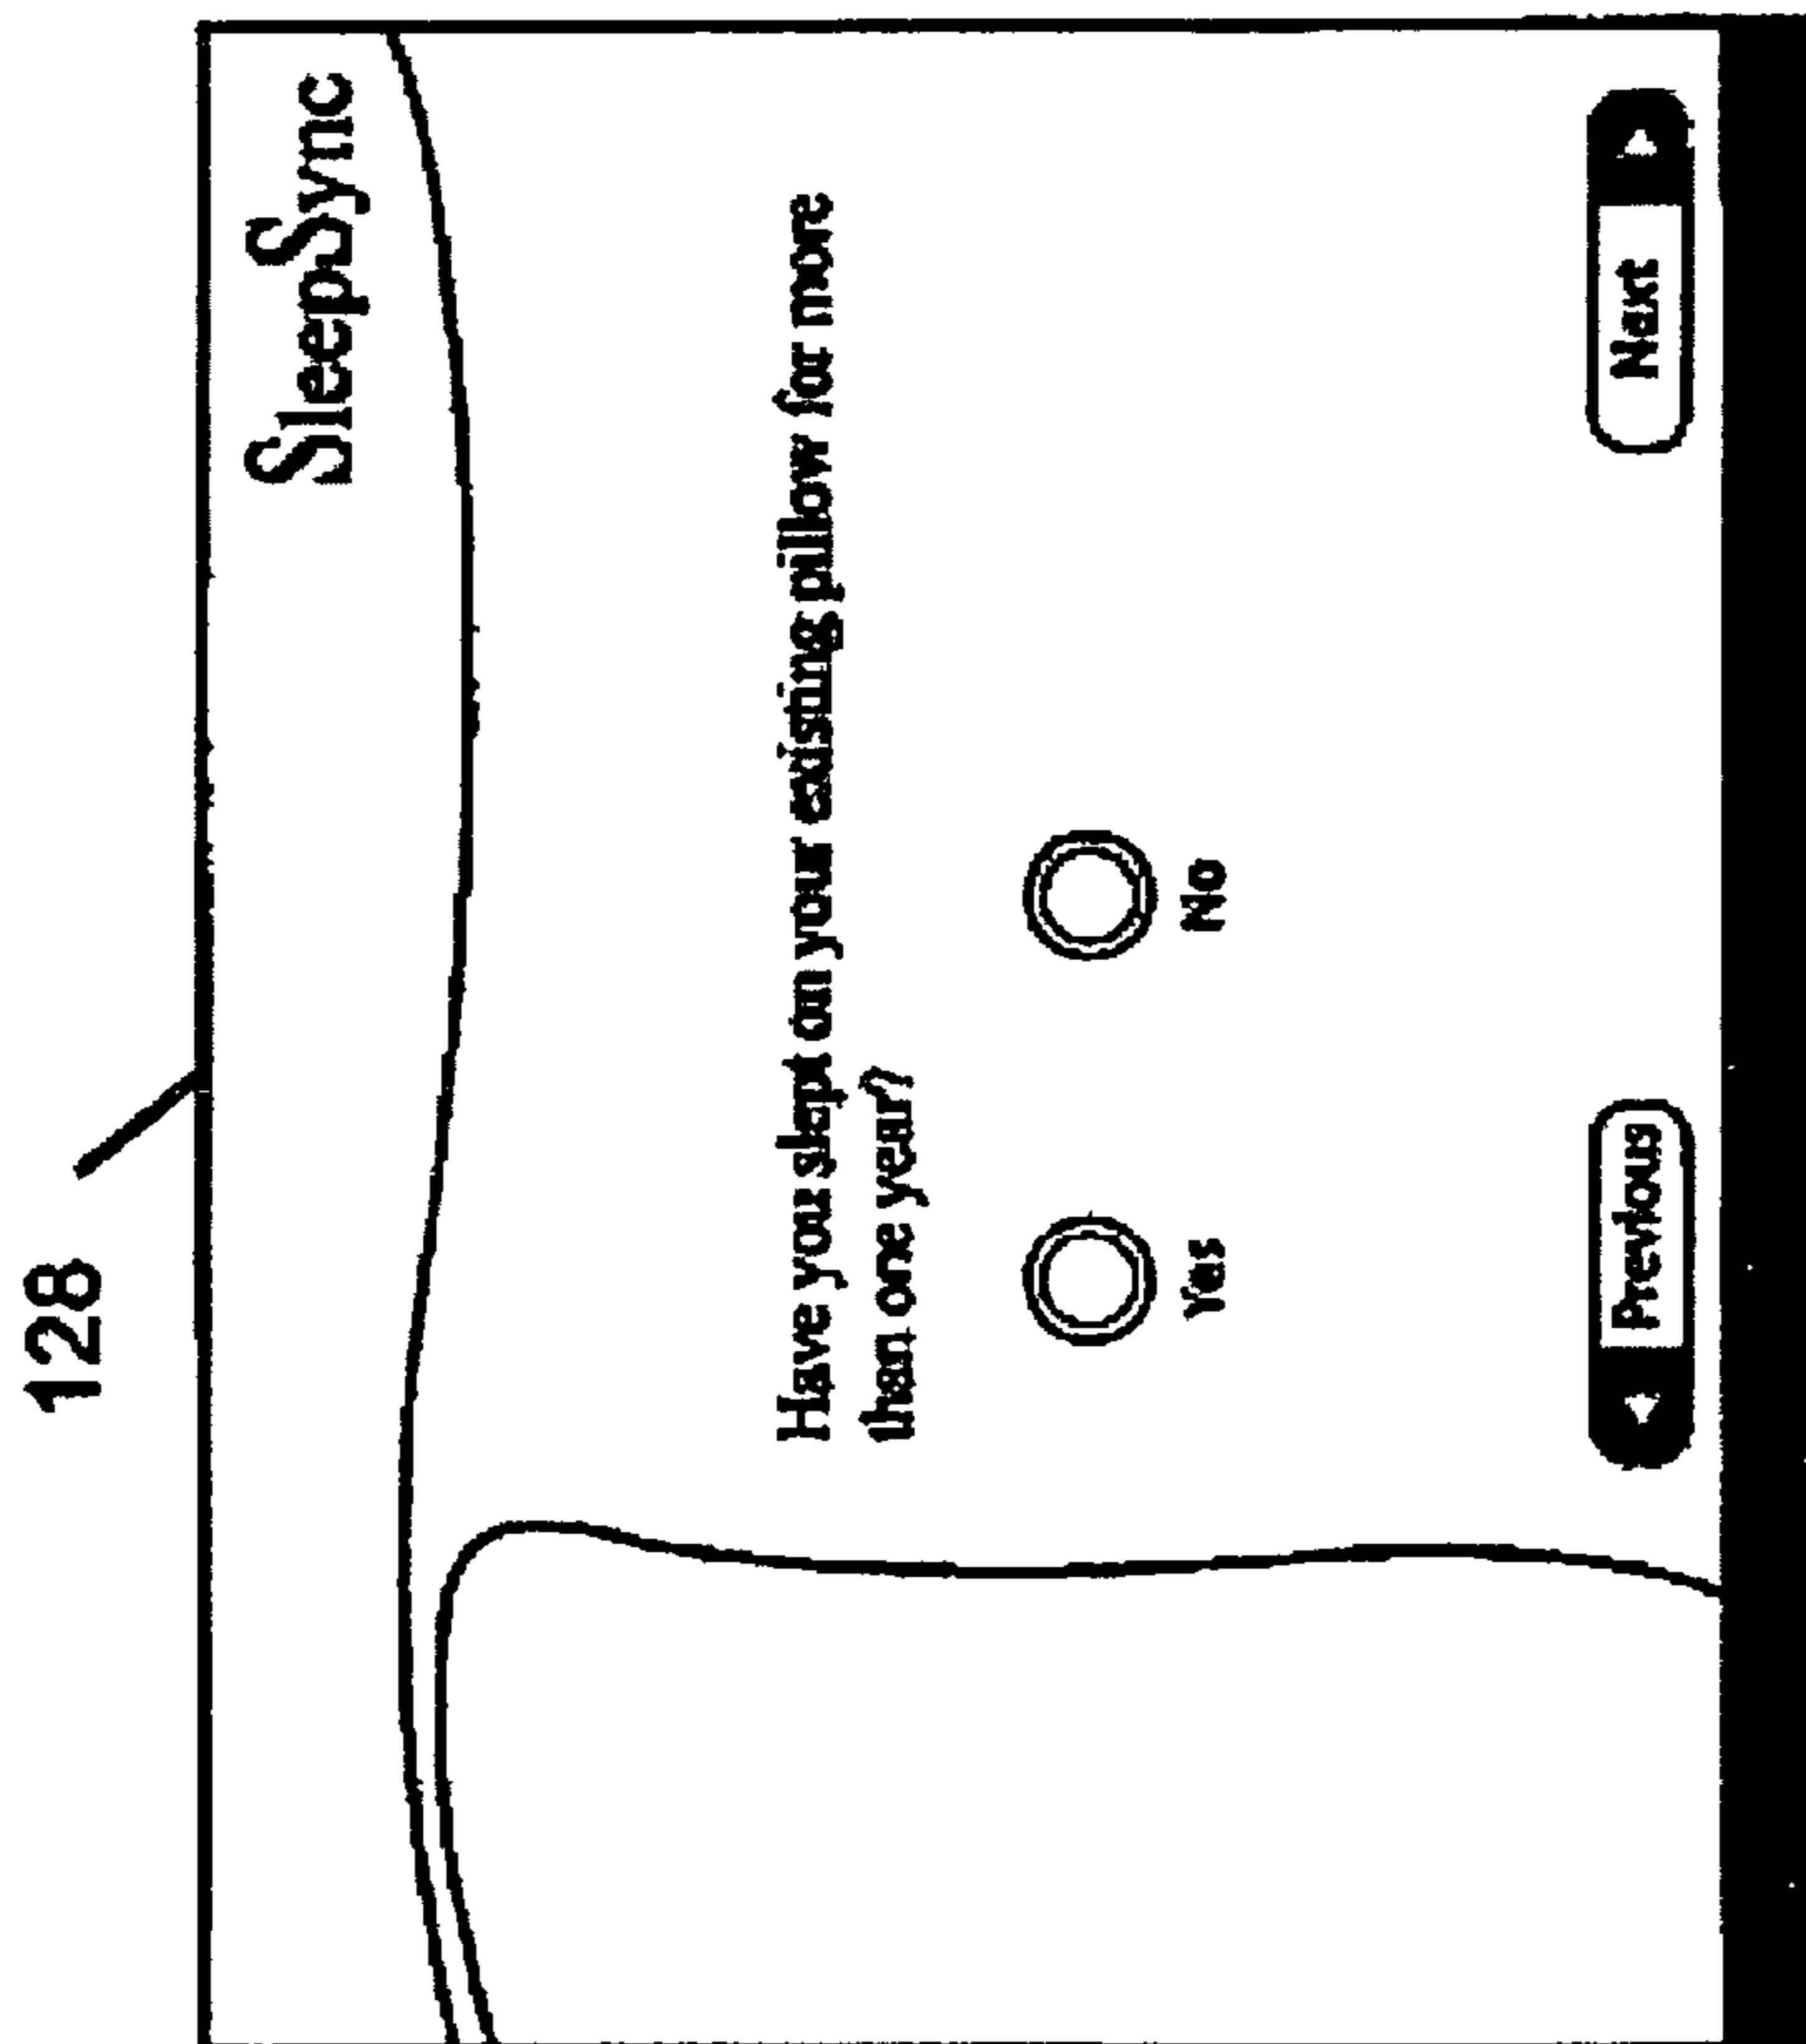 128
SleepSync
Have you slept on your existing pillow for more
than one year?
Yes
No
Previous
Next